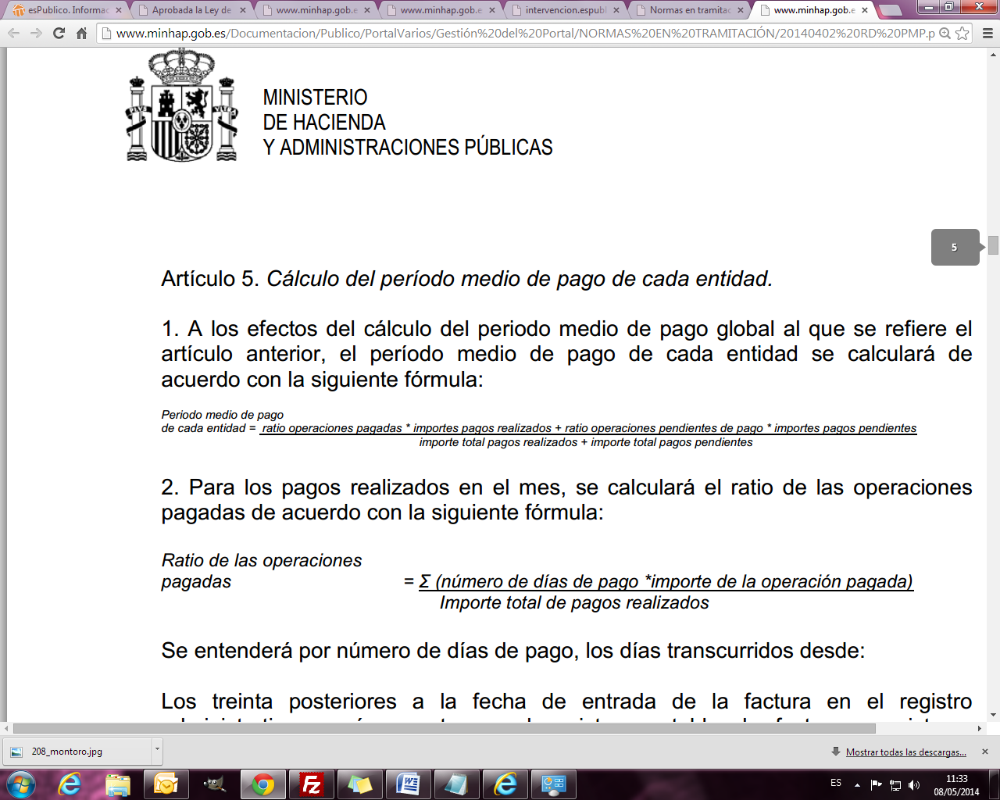 esPublico. Informac
Aprobada la Ley de
www.minhap.gob.e
www.minhap.gob.e
intervencion.espubl
Normas en tramitac
www.minhap.gob.e
www.minhap.gob.es/Documentacion/Publico/PortalVarios/Gestión%20del%20Portal/NORMAS%20EN%20TRAMITACIÓN/20140402%20RD%20PMP.p
PLVS VLTRA
MINISTERIO
DE HACIENDA
Y ADMINISTRACIONES PÚBLICAS
5
Artículo 5. Cálculo del período medio de pago de cada entidad.
1. A los efectos del cálculo del periodo medio de pago global al que se refiere el
artículo anterior, el período medio de pago de cada entidad se calculará de
acuerdo con la siguiente fórmula:
Periodo medio de pago
de cada entidad = ratio operaciones pagadas * importes pagos realizados + ratio operaciones pendientes de pago * importes pagos pendientes
importe total pagos realizados + importe total pagos pendientes
2. Para los pagos realizados en el mes, se calculará el ratio de las operaciones
pagadas de acuerdo con la siguiente fórmula:
Ratio de las operaciones
pagadas = Σ (número de días de pago *importe de la operación pagada)
Importe total de pagos realizados
Se entenderá por número de días de pago, los días transcurridos desde:
Los treinta posteriores a la fecha de entrada de la factura en el registro
208_montoro.jpg
Mostrar todas las descargas...
ES
11:33
08/05/2014